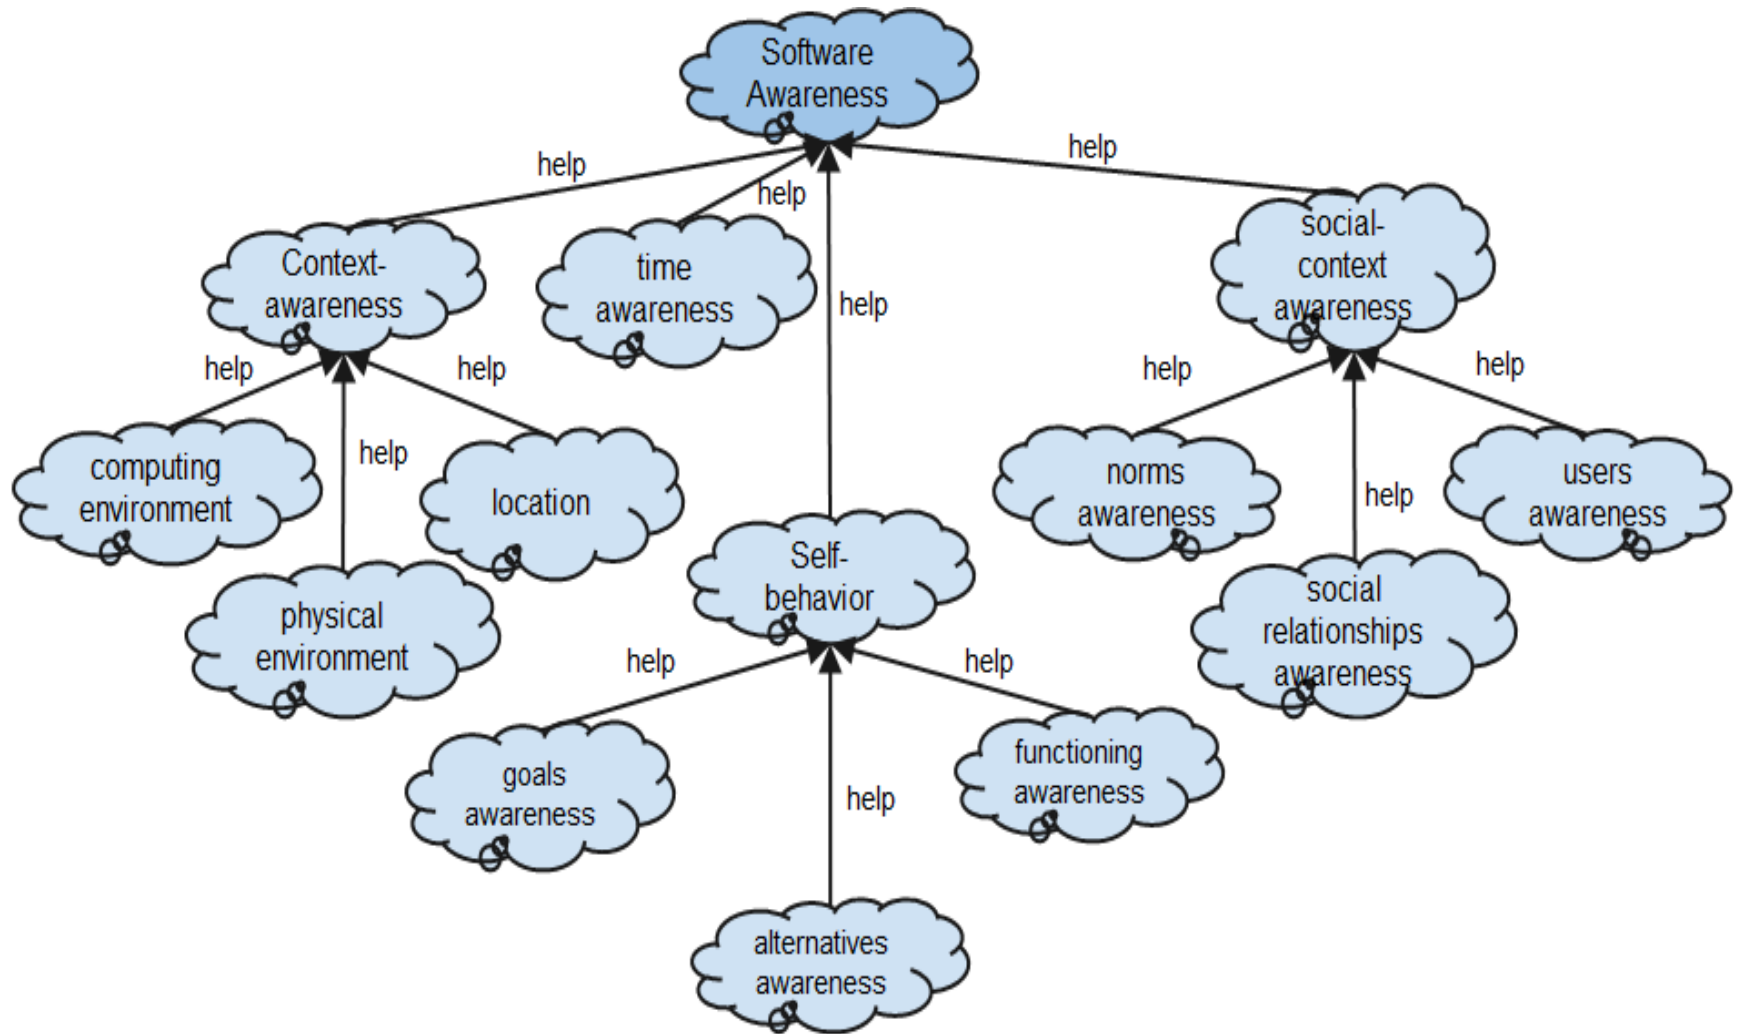 Software
Awareness
help
help
help
help
Context-
awareness
time
awareness
social-
context
awareness
help
help
help
help
help
help
computing
environment
location
norms
awareness
users
awareness
physical
environment
Self-
behavior
social
relationships
awareness
help
help
help
goals
awareness
functioning
awareness
alternatives
awareness